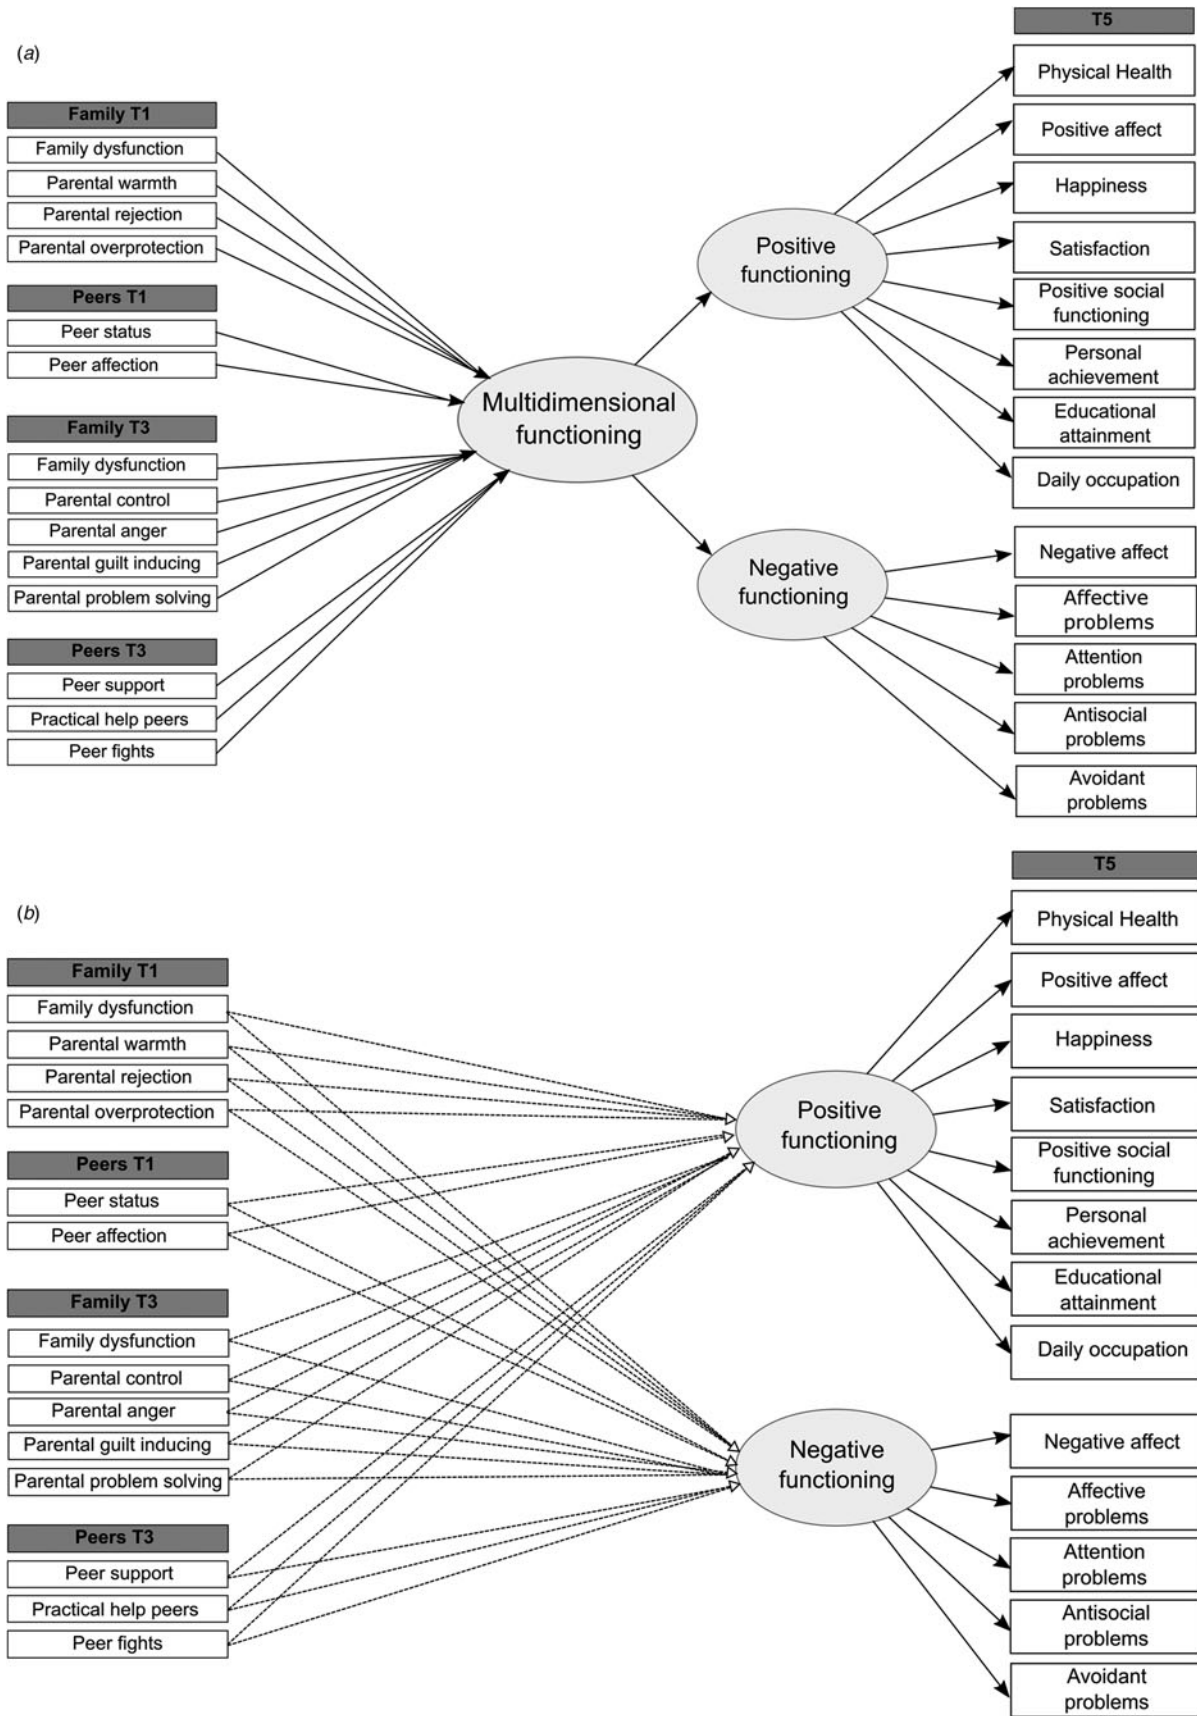 (a)
Family T1
Family dysfunction
Parental warmth
Parental rejection
Parental overprotection
Peers T1
Peer status
Peer affection
Family T3
Family dysfunction
Parental control
Parental anger
Parental guilt inducing
Parental problem solving
Peers T3
Peer support
Practical help peers
Peer fights
Multidimensional
functioning
Positive
functioning
Negative
functioning
T5
Physical Health
Positive affect
Happiness
Satisfaction
Positive social
functioning
Personal
achievement
Educational
attainment
Daily occupation
Negative affect
Affective
problems
Attention
problems
Antisocial
problems
Avoidant
problems
(b)
Family T1
Family dysfunction
Parental warmth
Parental rejection
Parental overprotection
Peers T1
Peer status
Peer affection
Family T3
Family dysfunction
Parental control
Parental anger
Parental guilt inducing
Parental problem solving
Peers T3
Peer support
Practical help peers
Peer fights
Positive
functioning
Negative
functioning
T5
Physical Health
Positive affect
Happiness
Satisfaction
Positive social
functioning
Personal
achievement
Educational
attainment
Daily occupation
Negative affect
Affective
problems
Attention
problems
Antisocial
problems
Avoidant
problems